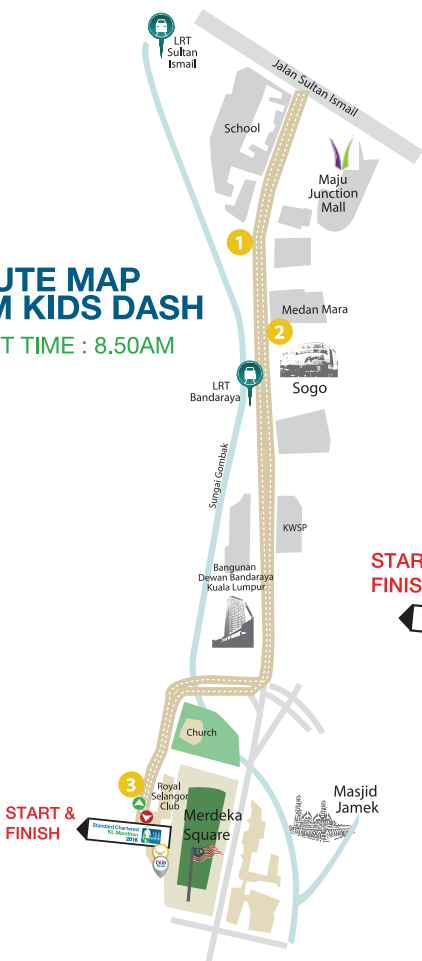 LRT
Sultan
Ismail
Jalan Sultan Ismail
School
Maju
Junction
Mall
1
UTE MAP
M KIDS DASH
T TIME : 8.50AM
Medan Mara
2
Sogo
LRT
Bandaraya
Sungai Gombak
KWSP
Bangunan
Dewan Bandaraya
Kuala Lumpur
STAR
FINIS
Church
3
Royal
Selangor
Club
Merdeka
Square
START &
FINISH
Standard Chartered
KL Marathon
2016
Masjid
Jamek